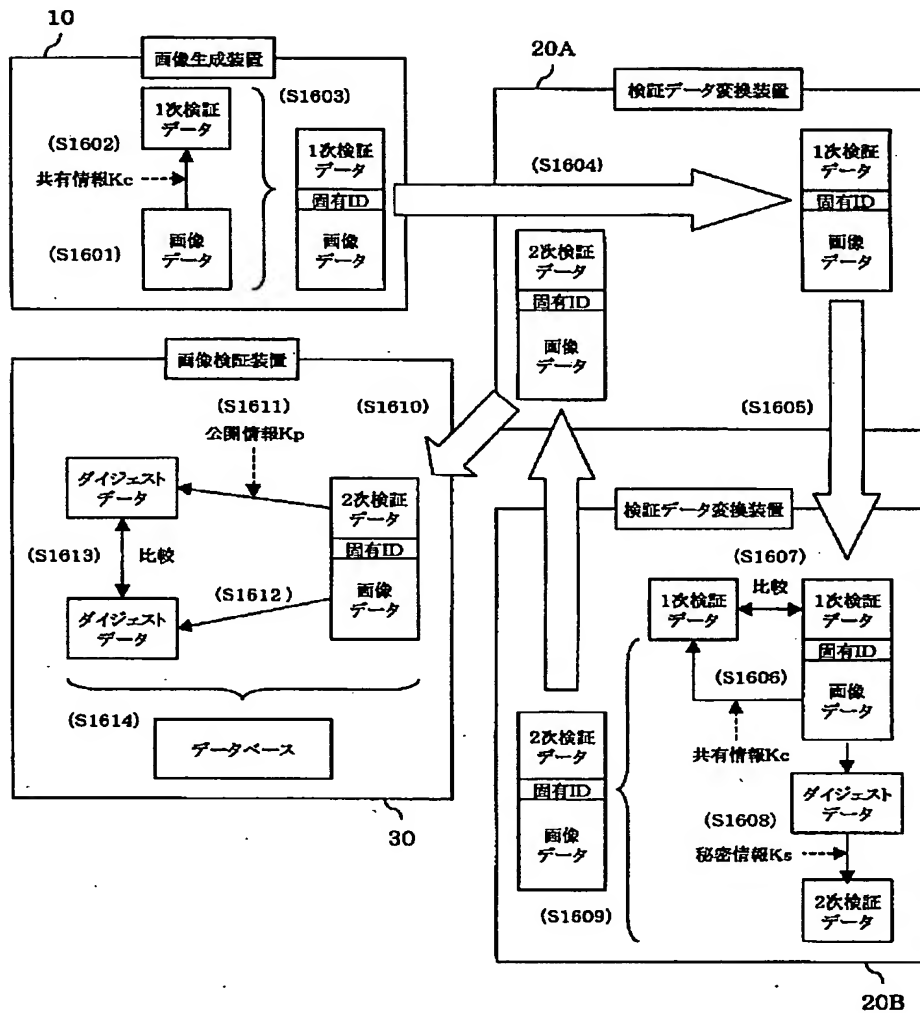 10
画像生成装置
(S1603)
1次検証
データ
(S1602)
共有情報Kc
(S1601)
画像
データ
1次検証
データ
固有ID
画像
データ
20A
検証データ変換装置
(S1604)
1次検証
データ
固有ID
画像
データ
2次検証
データ
固有ID
画像
データ
(S1605)
画像検証装置
(S1611)
公開情報Kp
(S1610)
ダイジェスト
データ
2次検証
データ
固有ID
画像
データ
(S1613)
比較
(S1612)
ダイジェスト
データ
(S1614)
データベース
30
検証データ変換装置
(S1607)
比較
1次検証
データ
1次検証
データ
固有ID
画像
データ
(S1606)
共有情報Kc
2次検証
データ
固有ID
画像
データ
ダイジェスト
データ
(S1608)
秘密情報Ks
(S1609)
2次検証
データ
20B